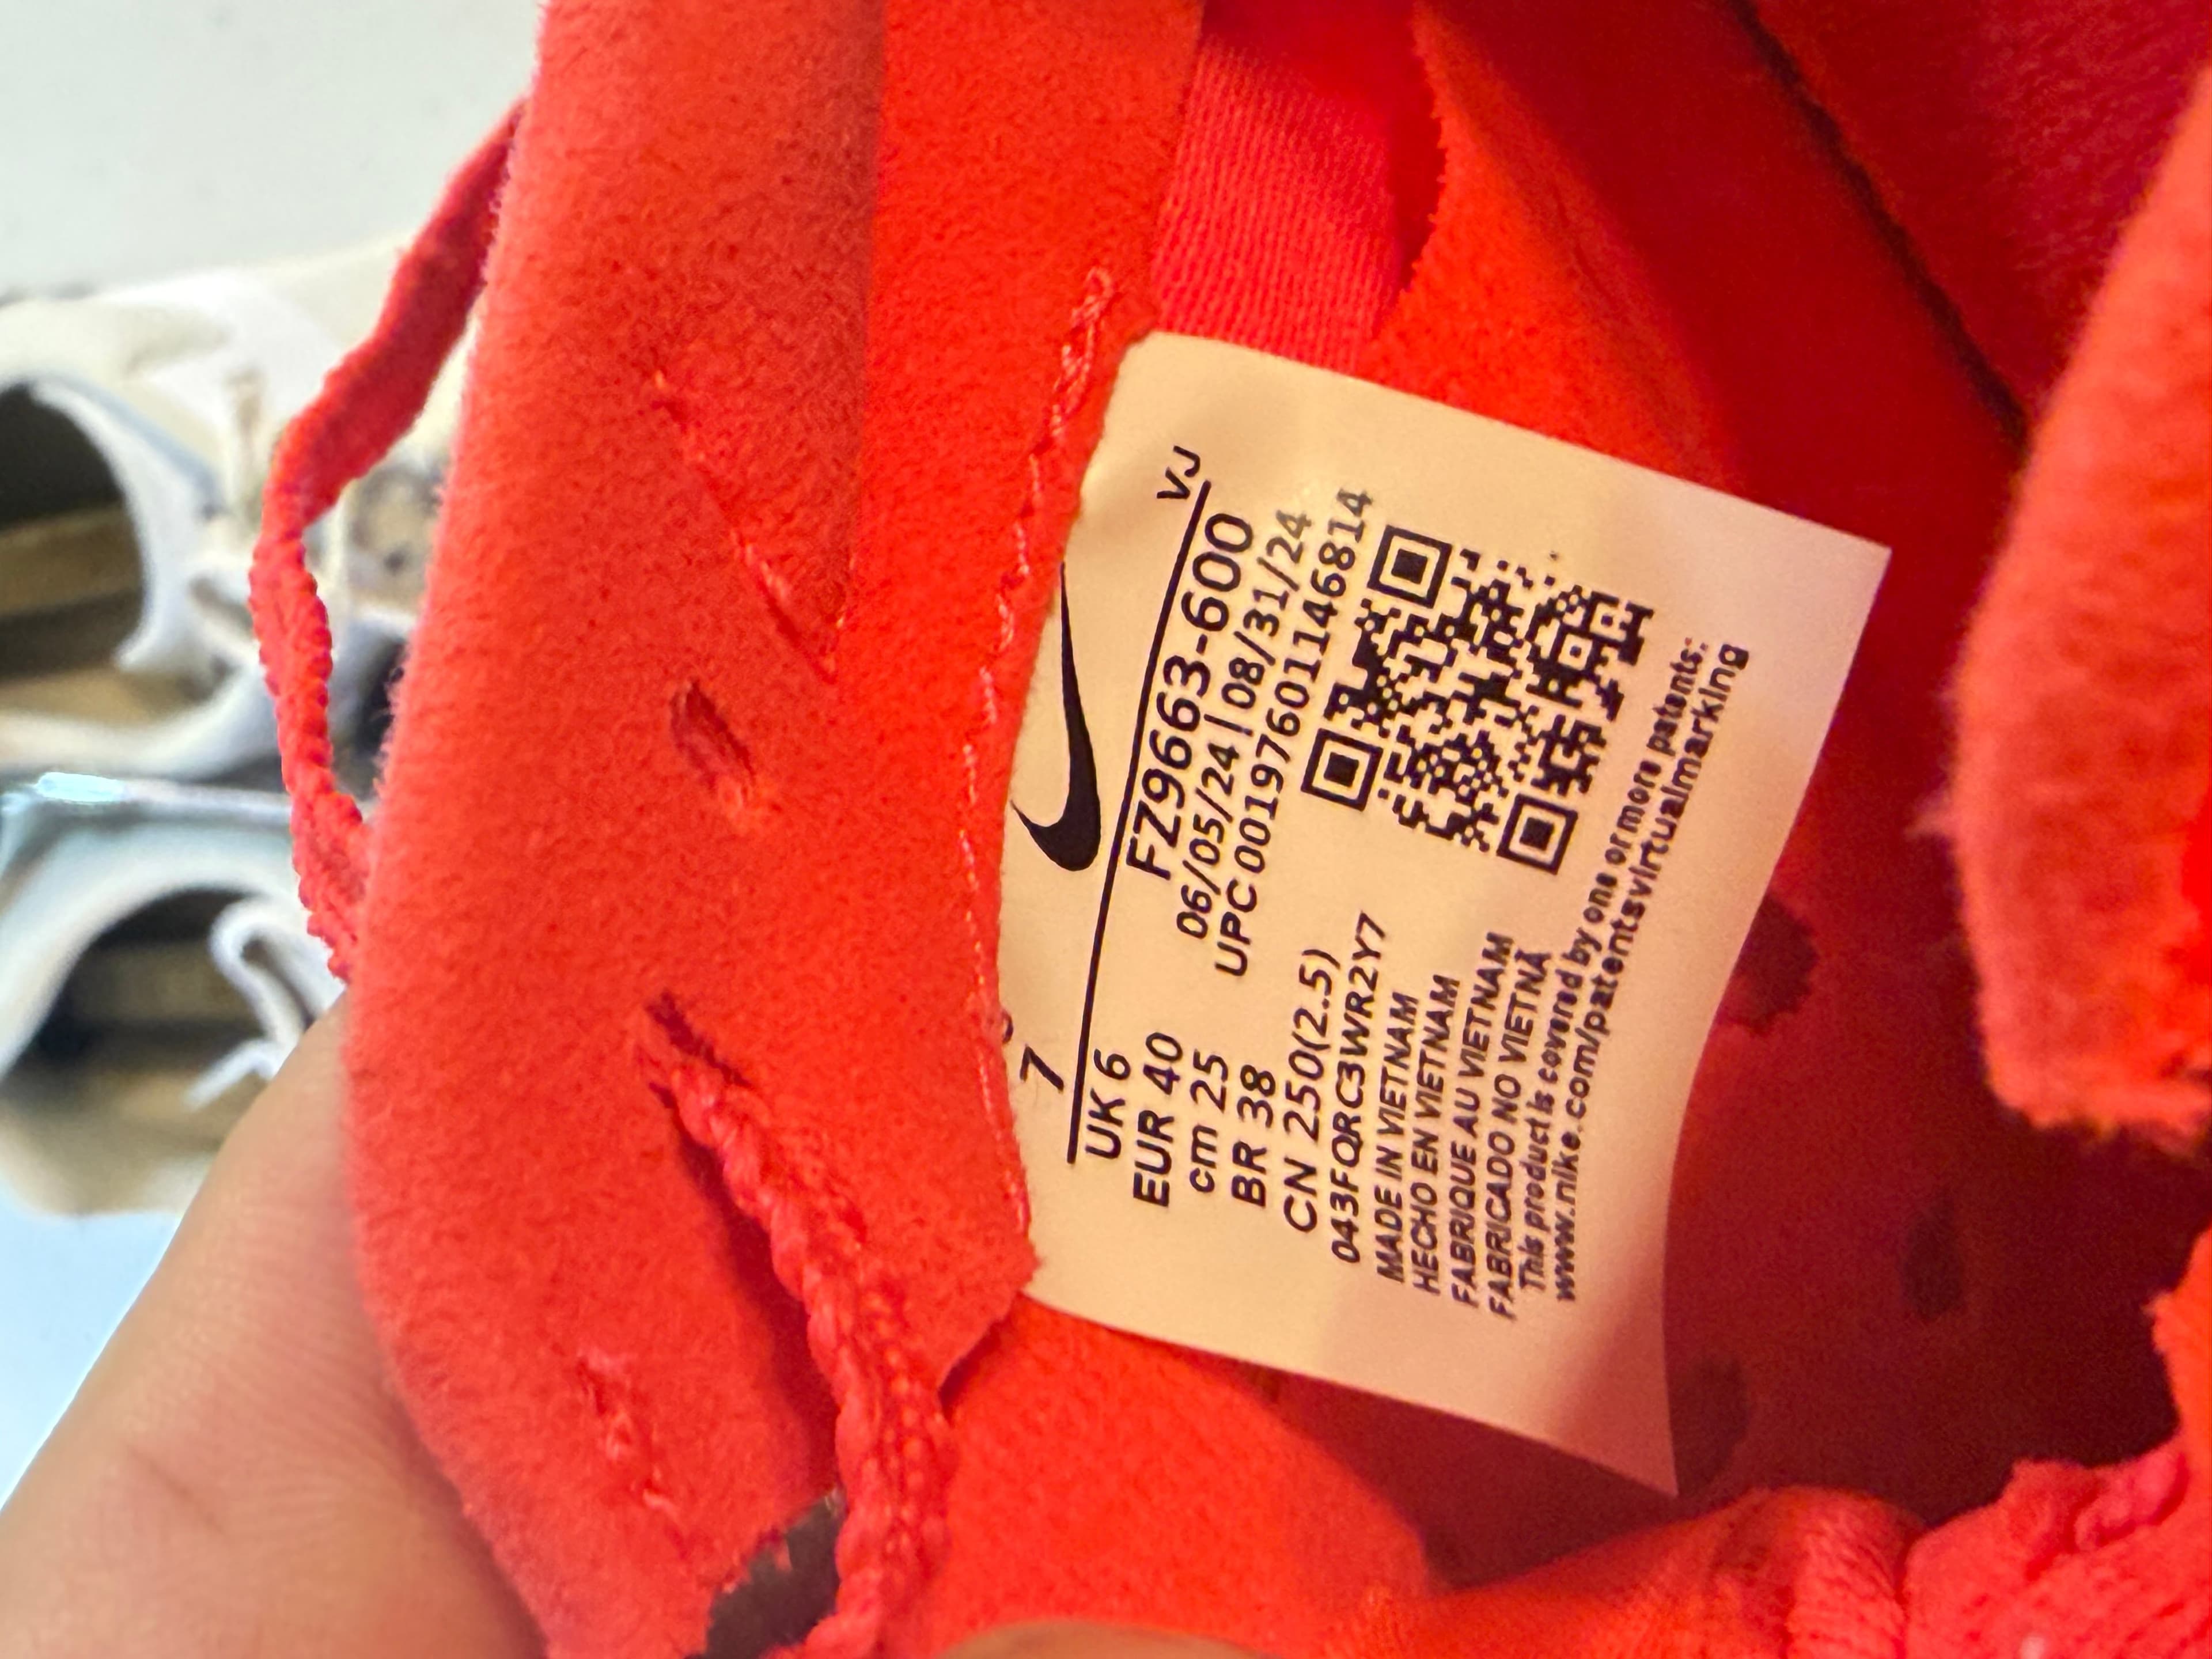 7
VJ
UK 6
EUR 40
cm 25
BR 38
CN 250(2.5)
FZ9663-600
06/05/24|08/31/24
UPC 00197601146814
043FQRC3WR2Y7
MADE IN VIETNAM
HECHO EN VIETNAM
FABRIQUE AU VIETNAM
FABRICADO NO VIETNÃ
This product is covered by one or more patents:
www.nike.com/patentsvirtualmarking